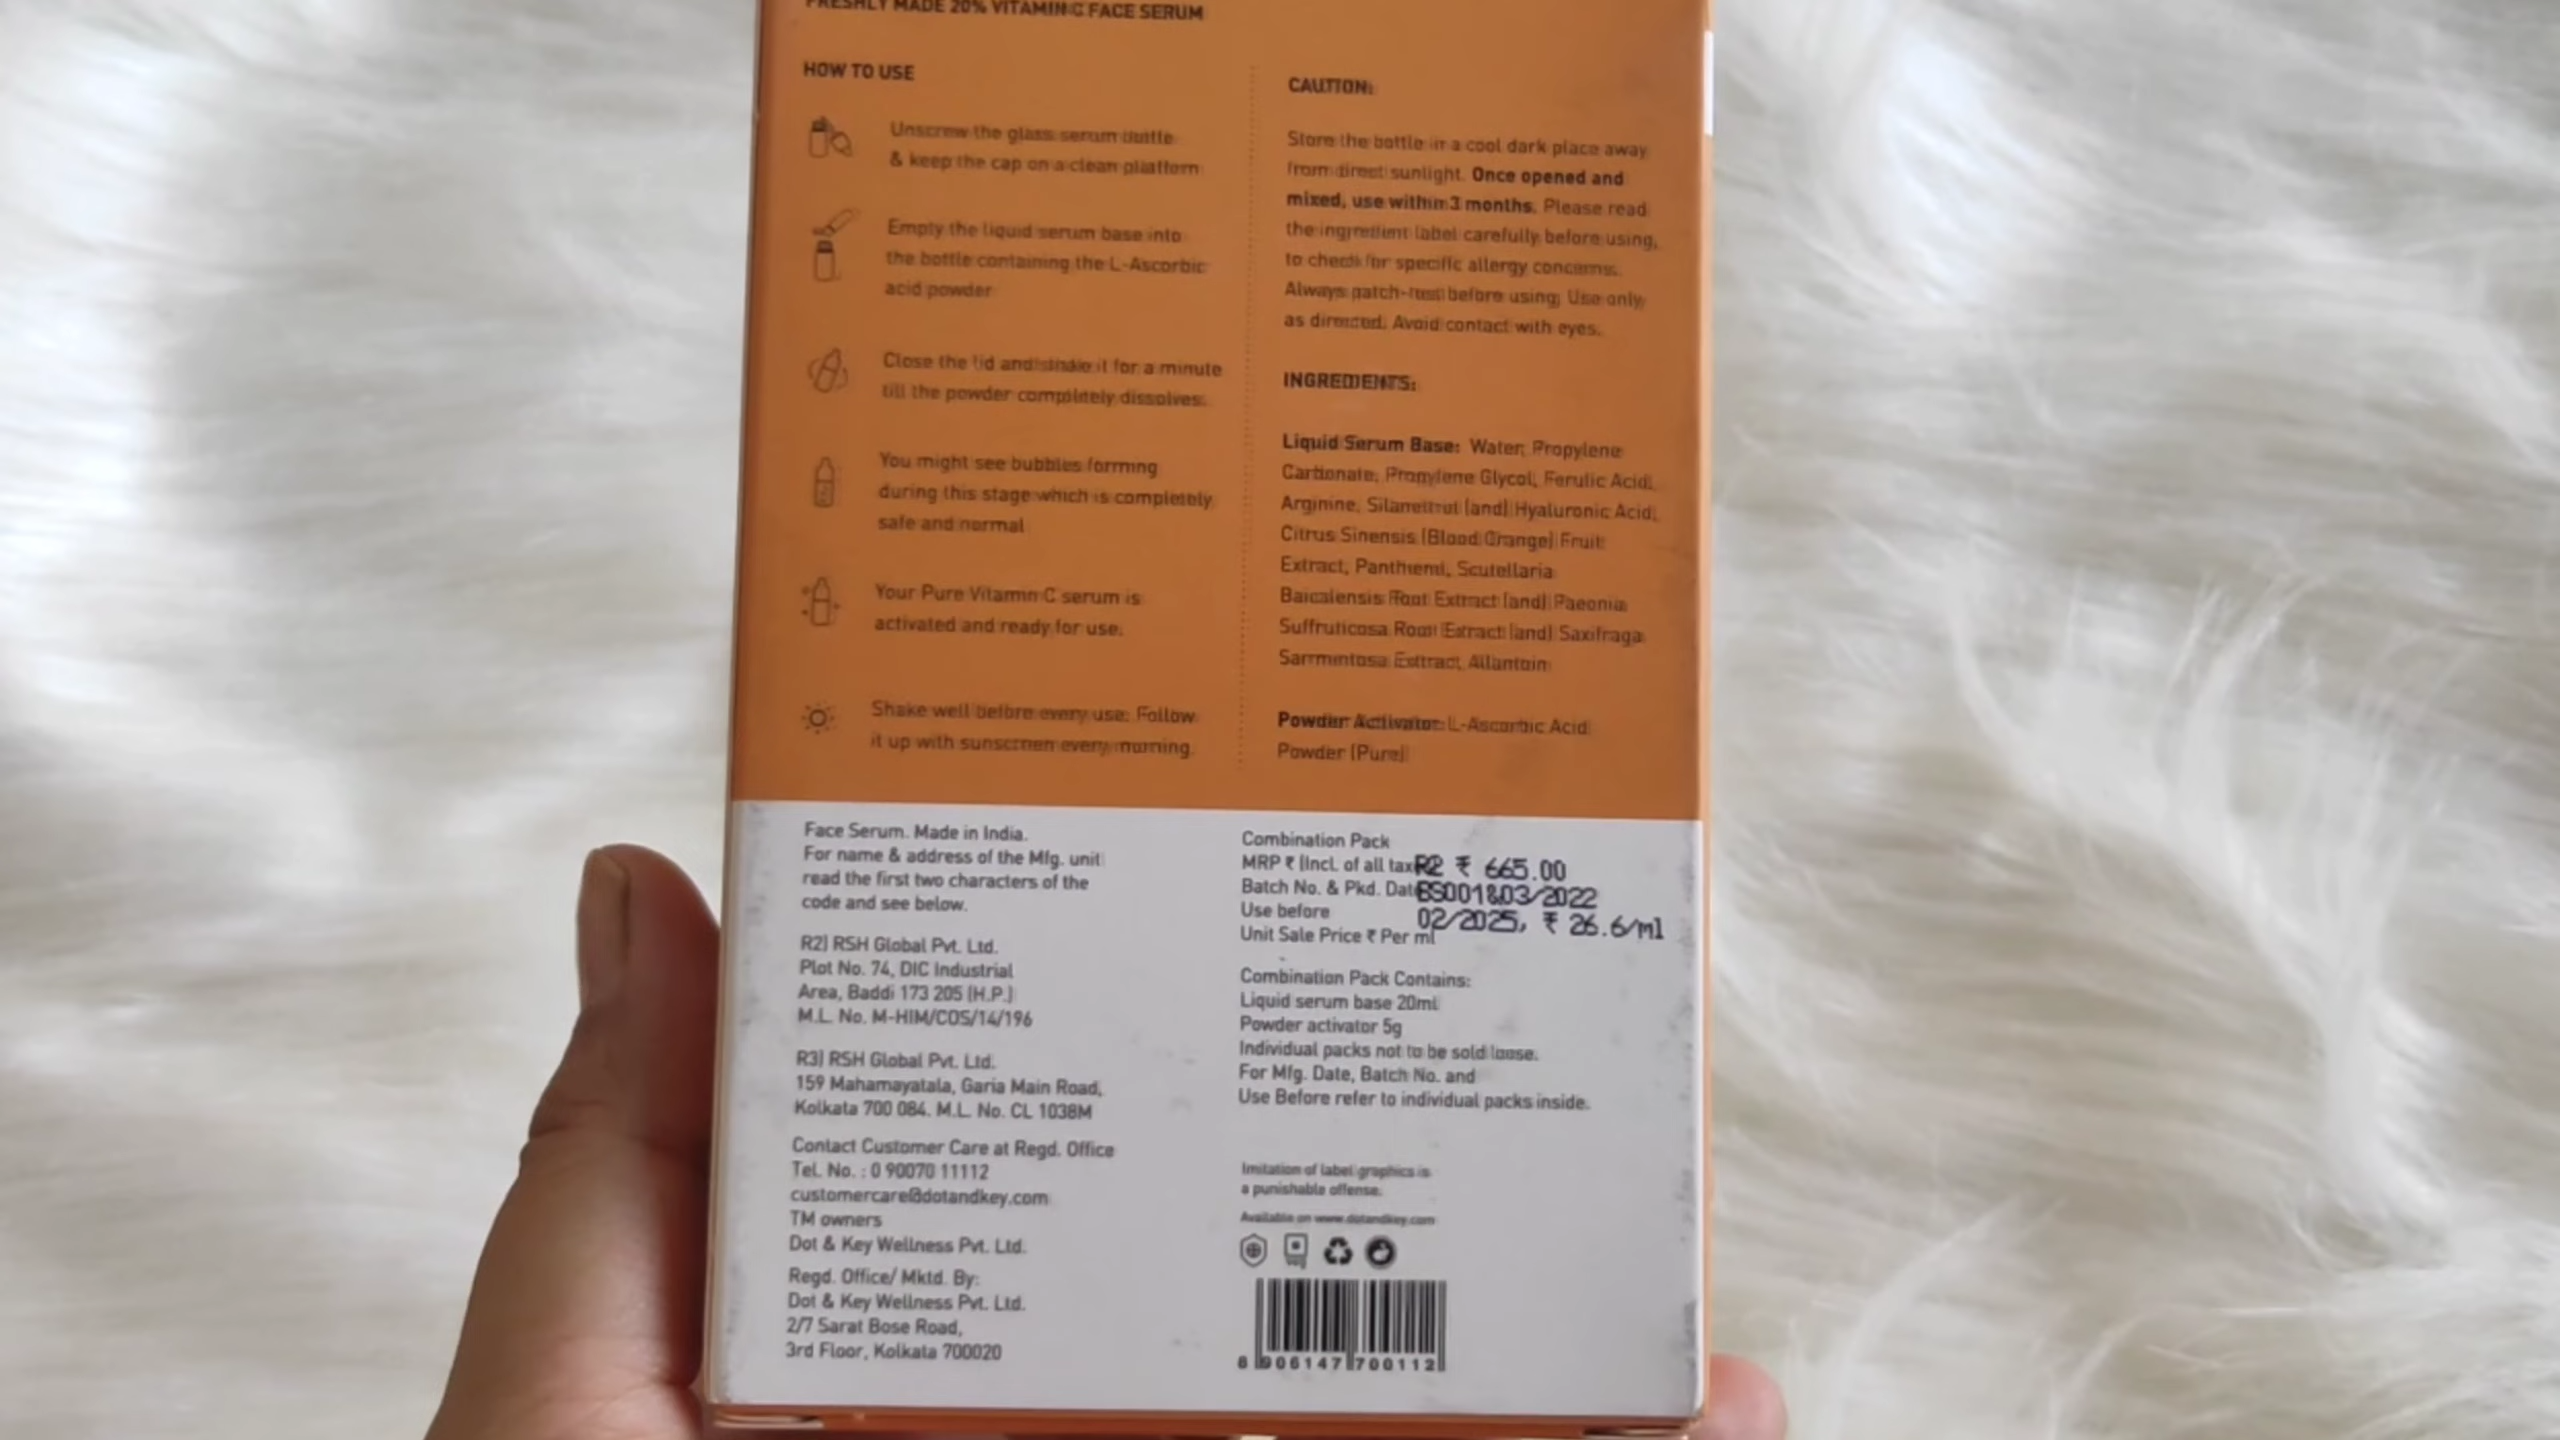 FRESHLY MADE 20% VITAMIN C FACE SERUM
HOW TO USE
Unscrew the glass serum bottle
& keep the cap on a clean platform
Empty the liquid serum base into
the bottle containing the L-Ascorbic
acid powder
Close the lid and shake it for a minute
till the powder completely dissolves.
You might see bubbles forming
during this stage which is completely
safe and normal
Your Pure Vitamin C serum is
activated and ready for use.
Shake well before every use. Follow
it up with sunscreen every morning.
CAUTION:
Store the bottle in a cool dark place away
from direct sunlight. Once opened and
mixed, use within 3 months. Please read
the ingredient label carefully before using,
to check for specific allergy concerns.
Always patch-test before using. Use only
as directed. Avoid contact with eyes.
INGREDIENTS:
Liquid Serum Base: Water, Propylene
Carbonate, Propylene Glycol, Ferulic Acid,
Arginine, Silanetriol (and) Hyaluronic Acid,
Citrus Sinensis (Blood Orange) Fruit
Extract, Panthenol, Scutellaria
Baicalensis Root Extract (and) Paeonia
Suffruticosa Root Extract (and) Saxifraga
Sarmentosa Extract, Allantoin
Powder Activator: L-Ascorbic Acid
Powder (Pure)
Face Serum. Made in India.
For name & address of the Mfg. unit
read the first two characters of the
code and see below.
R2) RSH Global Pvt. Ltd.
Plot No. 74, DIC Industrial
Area, Baddi 173 205 (H.P.)
M.L. No. M-HIM/COS/14/196
R3) RSH Global Pvt. Ltd.
159 Mahamayatala, Garia Main Road,
Kolkata 700 084. M.L. No. CL 1038M
Contact Customer Care at Regd. Office
Tel. No. : 0 90070 11112
customercare@dotandkey.com
TM owners
Dot & Key Wellness Pvt. Ltd.
Regd. Office/ Mktd. By:
Dot & Key Wellness Pvt. Ltd.
2/7 Sarat Bose Road,
3rd Floor, Kolkata 700020
Combination Pack
MRP ₹ (Incl. of all tax R2 ₹ 665.00
Batch No. & Pkd. Date BS001&03/2022
Use before 02/2025, ₹ 26.6/ml
Unit Sale Price ₹ Per ml
Combination Pack Contains:
Liquid serum base 20ml
Powder activator 5g
Individual packs not to be sold loose.
For Mfg. Date, Batch No. and
Use Before refer to individual packs inside.
Imitation of label graphics is
a punishable offense.
Available on www.dotandkey.com
8 906147 700112